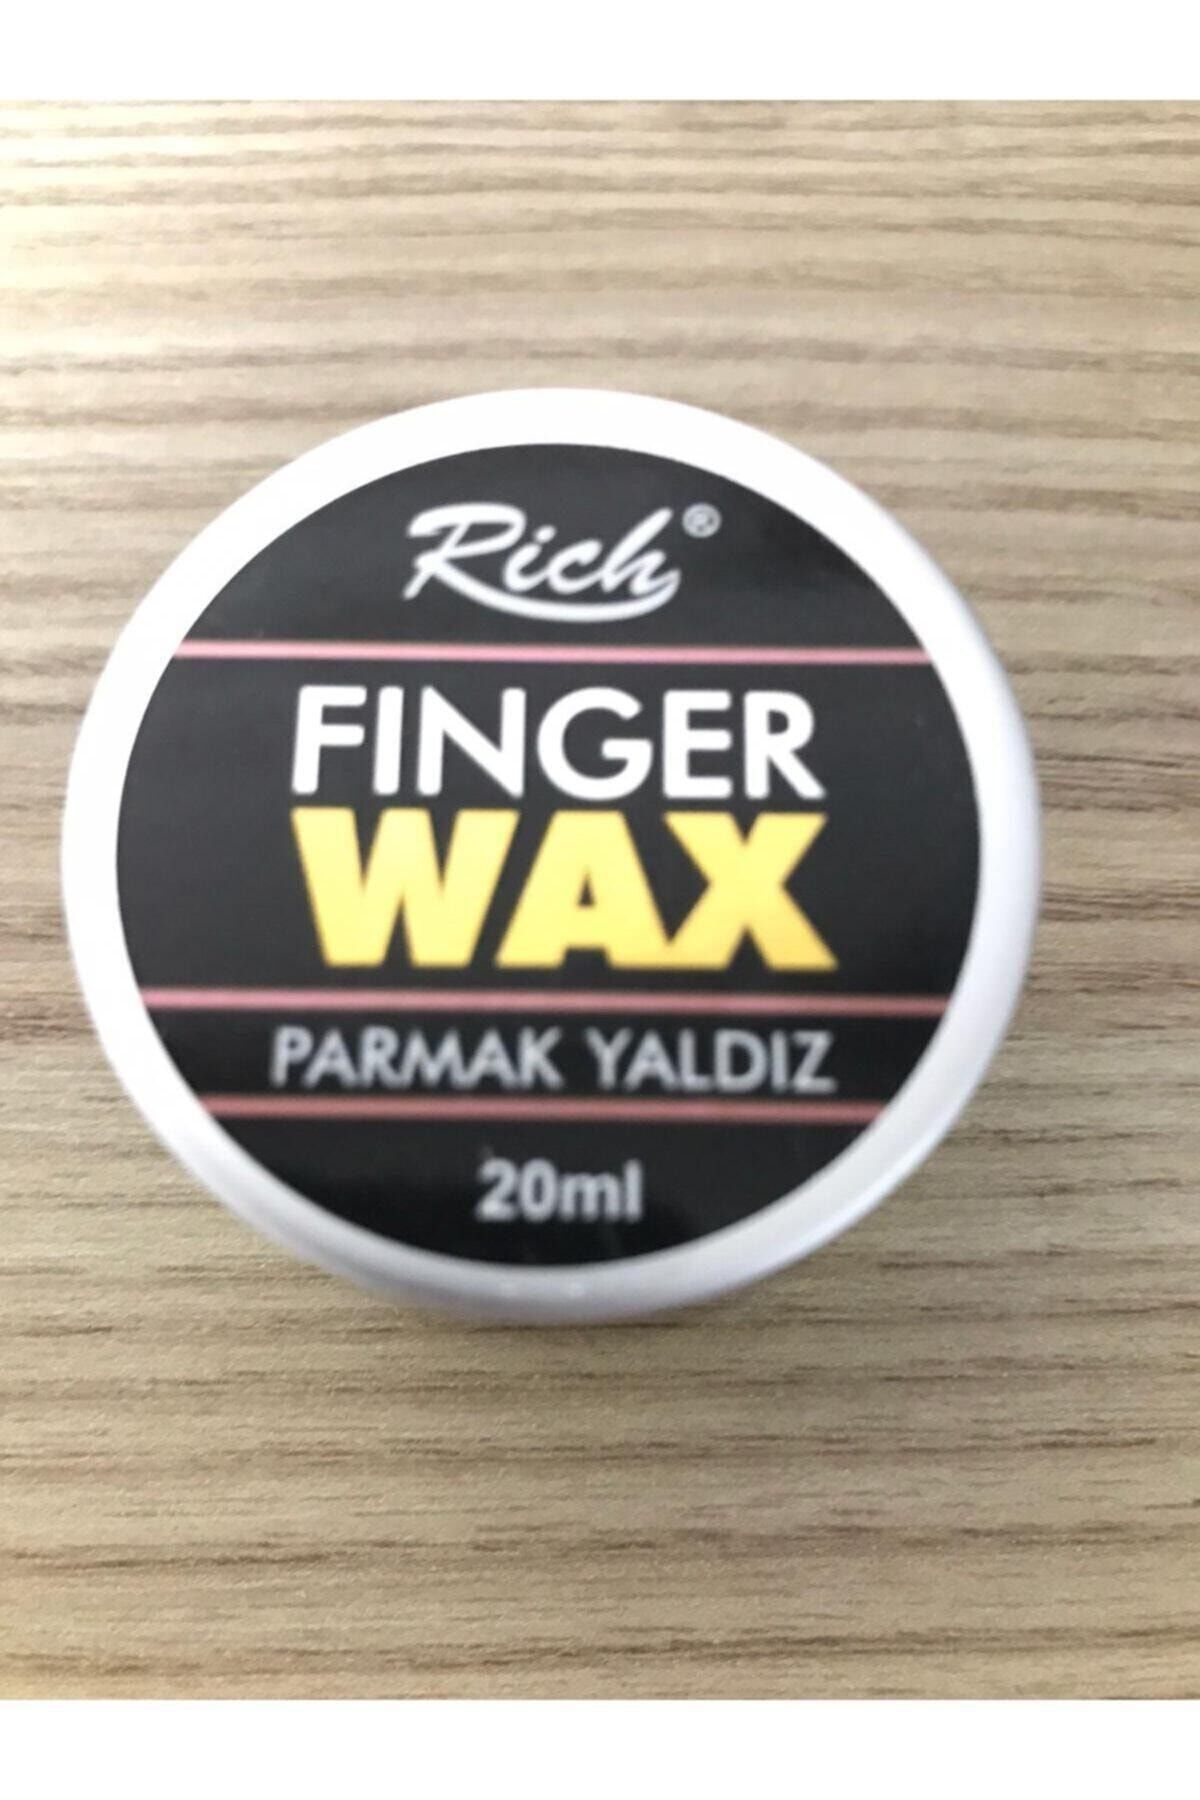 Rich®
FINGER
WAX
PARMAK YALDIZ
20ml